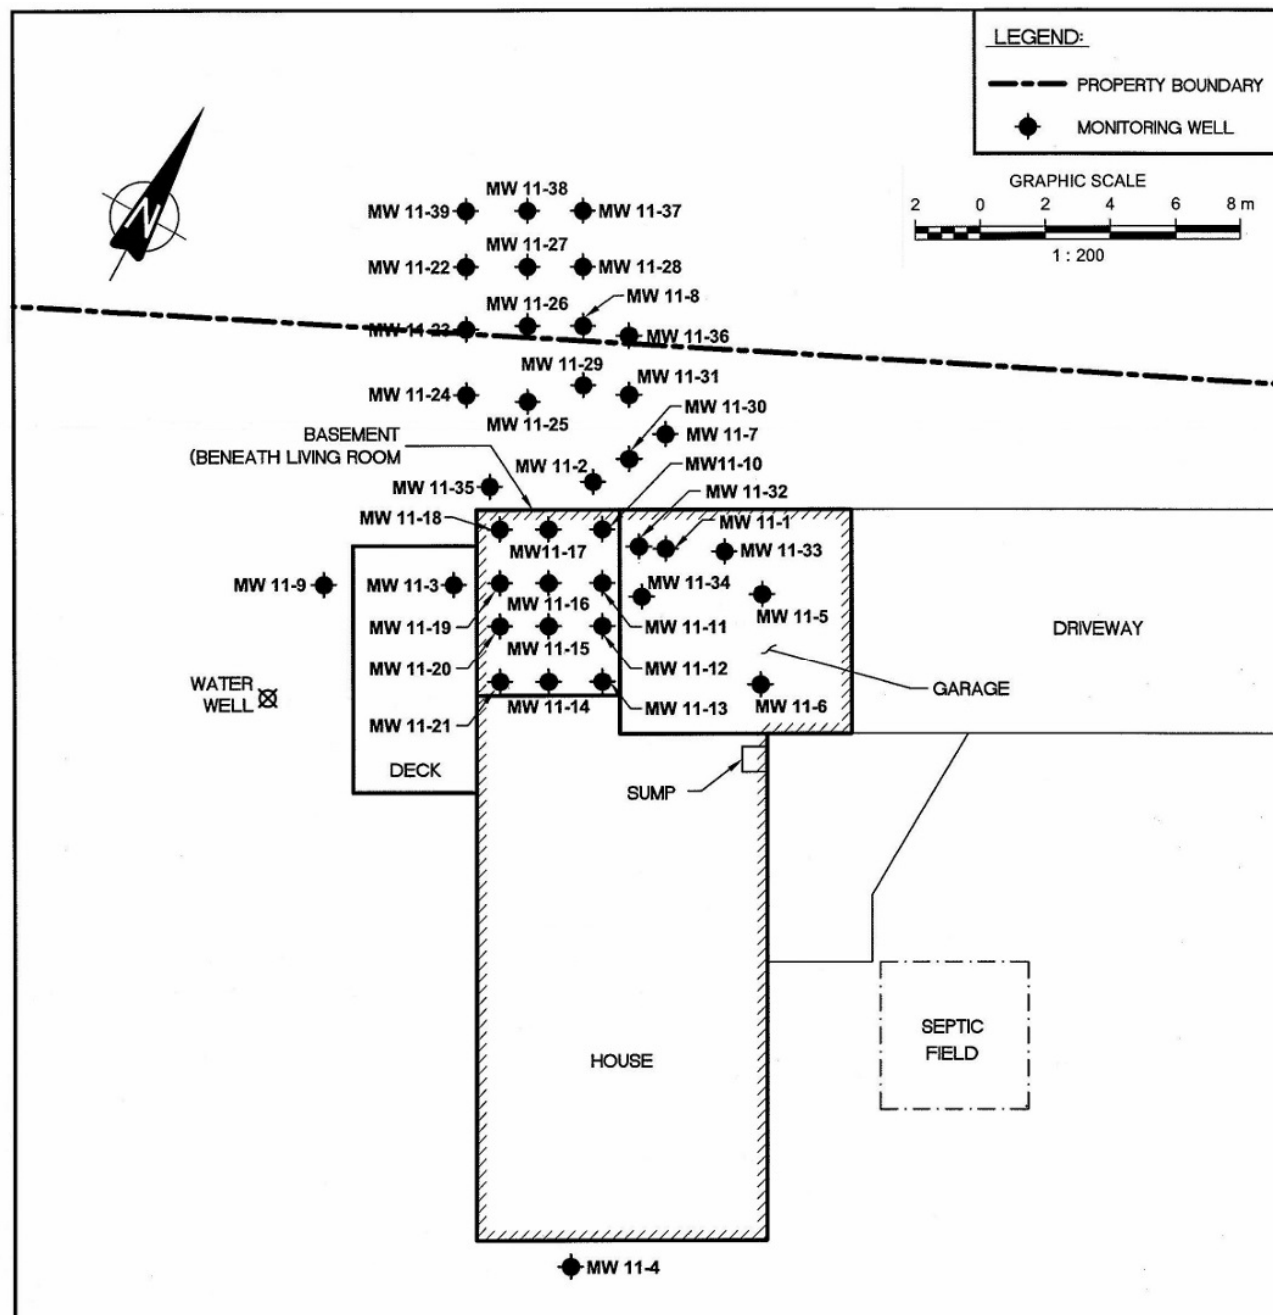 LEGEND:
PROPERTY BOUNDARY
MONITORING WELL
GRAPHIC SCALE
2 0 2 4 6 8 m
1 : 200
N
MW 11-38
MW 11-39
MW 11-37
MW 11-27
MW 11-22
MW 11-28
MW 11-26
MW 11-8
MW 11-23
MW 11-36
MW 11-29
MW 11-31
MW 11-24
MW 11-25
MW 11-30
BASEMENT
(BENEATH LIVING ROOM
MW 11-7
MW 11-2
MW11-10
MW 11-35
MW 11-32
MW 11-18
MW 11-1
MW11-17
MW 11-33
MW 11-9
MW 11-3
MW 11-34
MW 11-16
MW 11-5
MW 11-19
MW 11-11
DRIVEWAY
MW 11-15
MW 11-20
MW 11-12
WATER
WELL
GARAGE
MW 11-14
MW 11-13
MW 11-6
MW 11-21
DECK
SUMP
SEPTIC
FIELD
HOUSE
MW 11-4